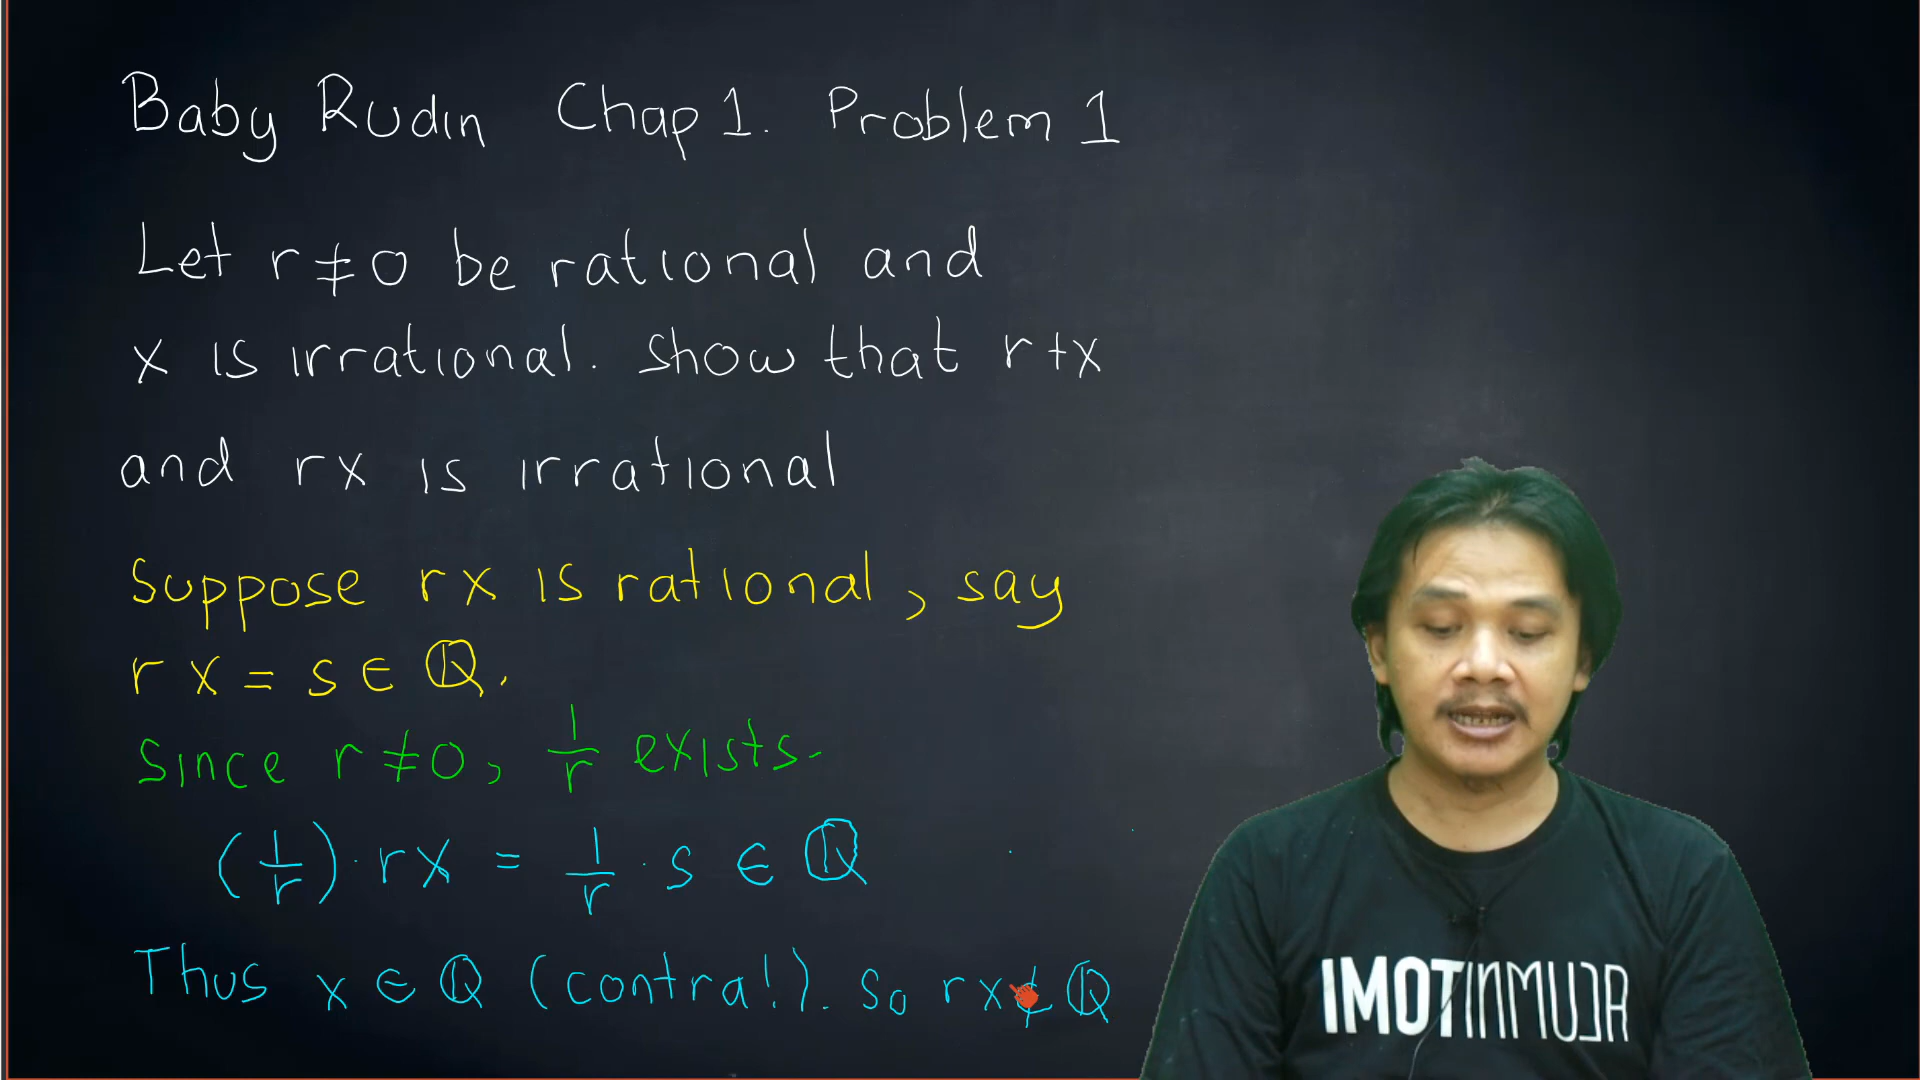 Baby Rudin Chap 1. Problem 1
Let r ≠ 0 be rational and
x is irrational. Show that r+x
and rx is irrational
Suppose rx is rational, say
rx = s ∈ ℚ.
Since r ≠ 0, 1/r exists.
(1/r) · rx = 1/r · s ∈ ℚ
Thus x ∈ ℚ (contra!). So rx ∉ ℚ